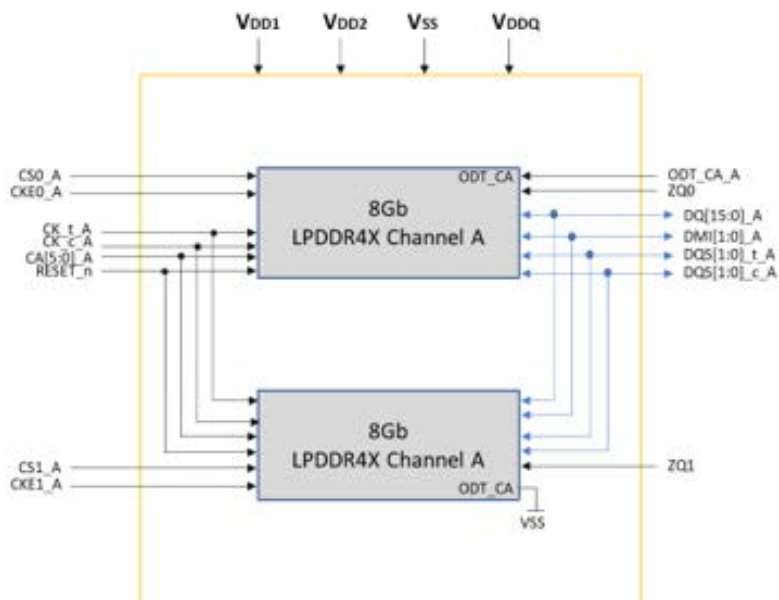 VDD1 VDD2 VSS VDDQ
CS0_A
CKE0_A
CK_t_A
CK_c_A
CA[5:0]_A
RESET_n
ODT_CA
8Gb
LPDDR4X Channel A
ODT_CA_A
ZQ0
DQ[15:0]_A
DMI[1:0]_A
DQS[1:0]_t_A
DQS[1:0]_c_A
8Gb
LPDDR4X Channel A
ODT_CA
CS1_A
CKE1_A
ZQ1
VSS